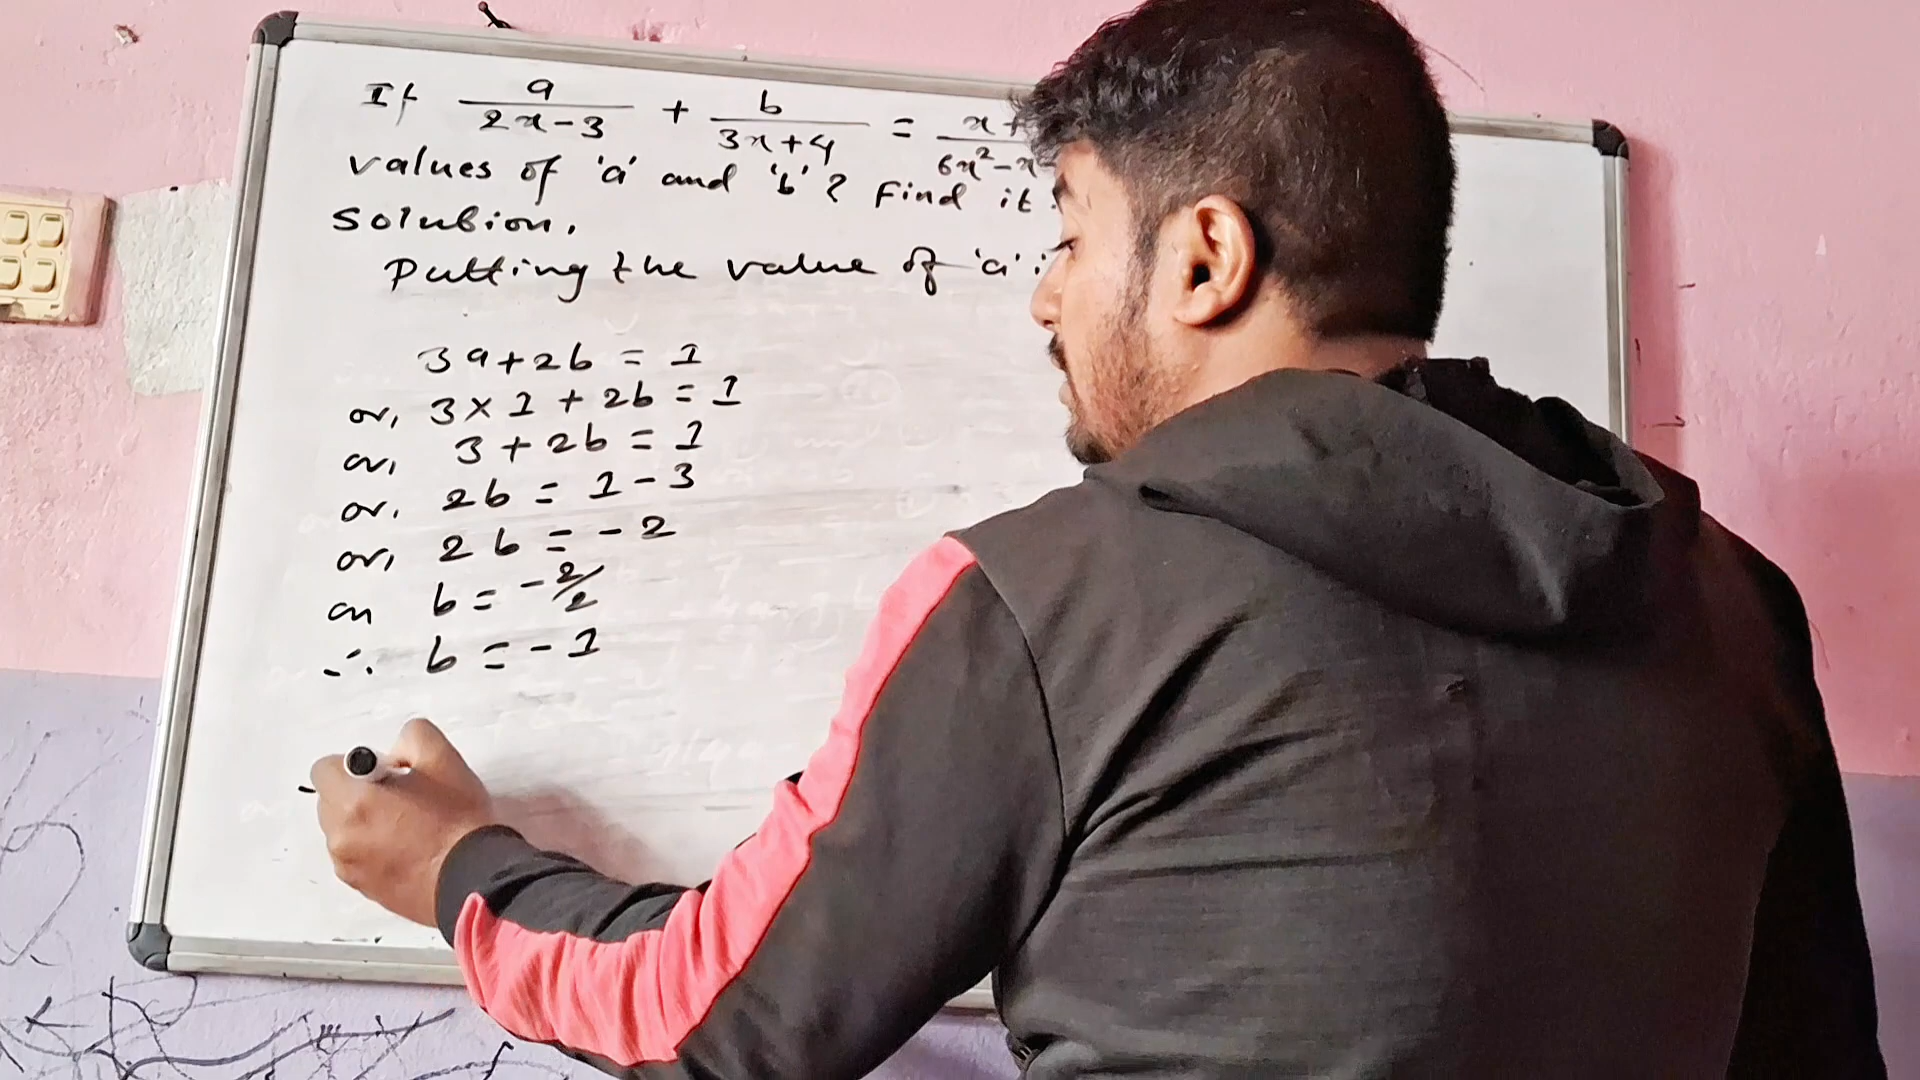 If a/(2x-3) + b/(3x+4) = x+/(6x²-x-
values of 'a' and 'b'? Find it.
Solution.
Putting the value of 'a'
3a+2b = 1
or, 3×1 + 2b = 1
or, 3+2b = 1
or, 2b = 1-3
or, 2b = -2
or b = -2/2
∴ b = -1